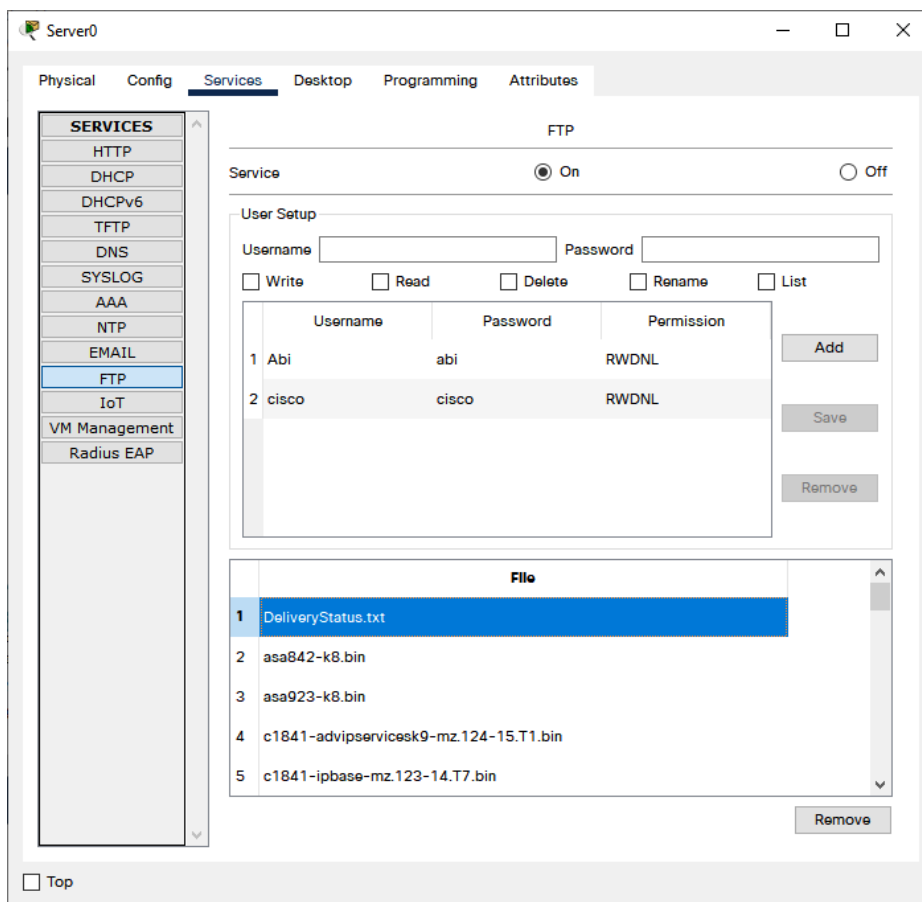 Server0
Physical Config Services Desktop Programming Attributes
SERVICES
HTTP
DHCP
DHCPv6
TFTP
DNS
SYSLOG
AAA
NTP
EMAIL
FTP
IoT
VM Management
Radius EAP
FTP
Service On Off
User Setup
Username Password
Write Read Delete Rename List
Username Password Permission
1 Abi abi RWDNL
2 cisco cisco RWDNL
Add
Save
Remove
File
1 DeliveryStatus.txt
2 asa842-k8.bin
3 asa923-k8.bin
4 c1841-advipservicesk9-mz.124-15.T1.bin
5 c1841-ipbase-mz.123-14.T7.bin
Remove
Top